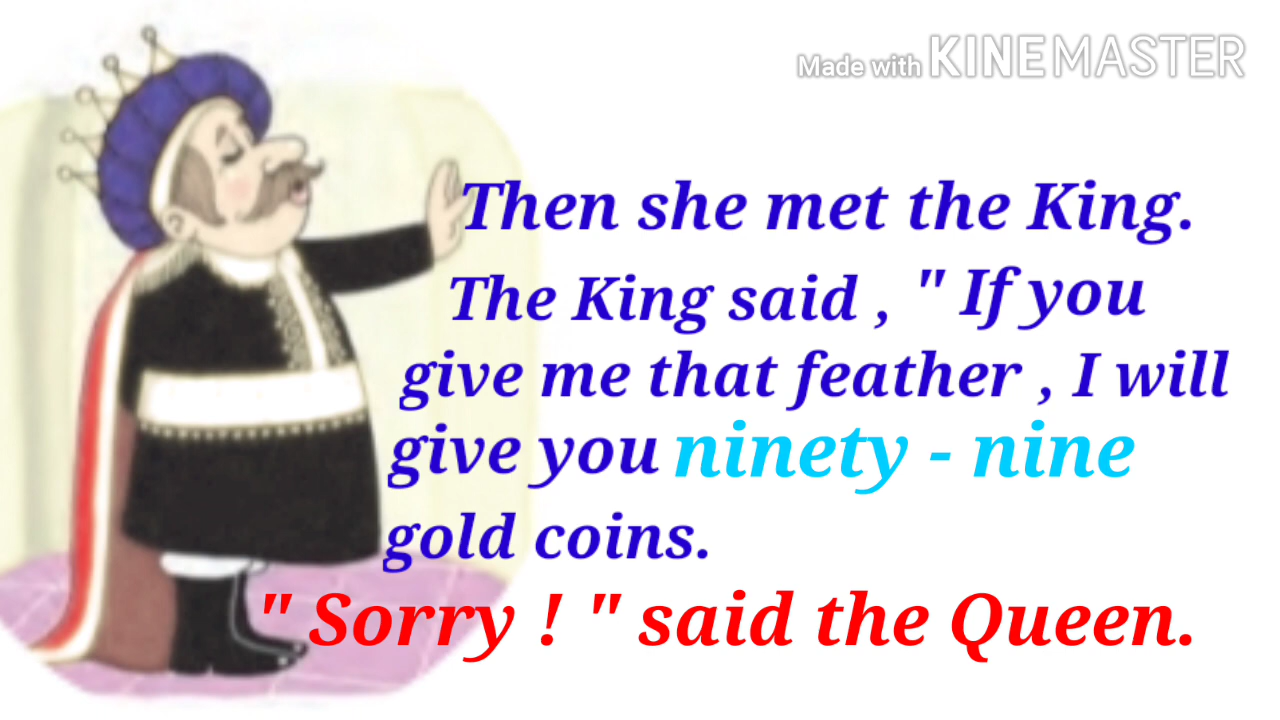 Made with KINEMASTER
Then she met the King.
The King said , " If you
give me that feather , I will
give you ninety - nine
gold coins.
" Sorry ! " said the Queen.